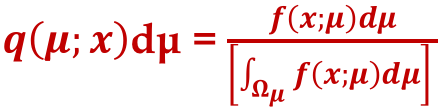 q(μ; x)dμ = f(x;μ)dμ / [∫_{Ω_μ} f(x;μ)dμ]